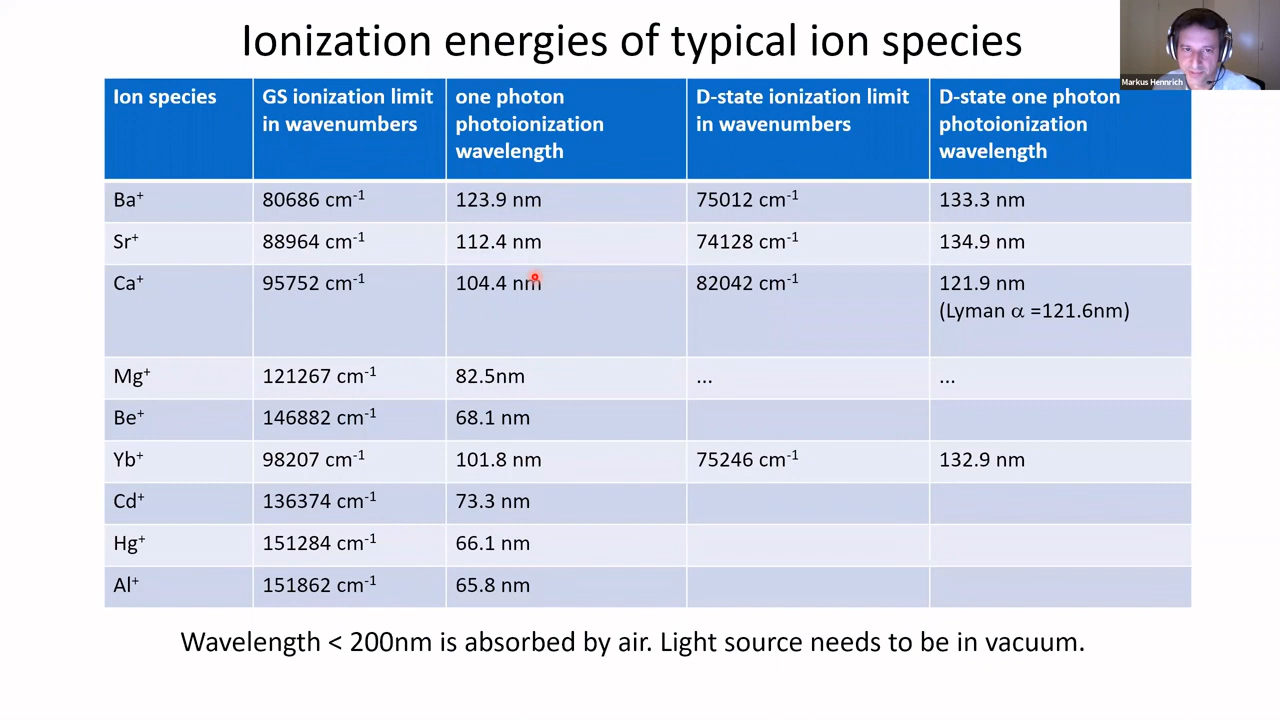 Ionization energies of typical ion species
Markus Hennrich
Ion species
GS ionization limit
in wavenumbers
one photon
photoionization
wavelength
D-state ionization limit
in wavenumbers
D-state one photon
photoionization
wavelength
Ba⁺ 80686 cm⁻¹ 123.9 nm 75012 cm⁻¹ 133.3 nm
Sr⁺ 88964 cm⁻¹ 112.4 nm 74128 cm⁻¹ 134.9 nm
Ca⁺ 95752 cm⁻¹ 104.4 nm 82042 cm⁻¹ 121.9 nm
(Lyman α =121.6nm)
Mg⁺ 121267 cm⁻¹ 82.5nm ... ...
Be⁺ 146882 cm⁻¹ 68.1 nm
Yb⁺ 98207 cm⁻¹ 101.8 nm 75246 cm⁻¹ 132.9 nm
Cd⁺ 136374 cm⁻¹ 73.3 nm
Hg⁺ 151284 cm⁻¹ 66.1 nm
Al⁺ 151862 cm⁻¹ 65.8 nm
Wavelength < 200nm is absorbed by air. Light source needs to be in vacuum.